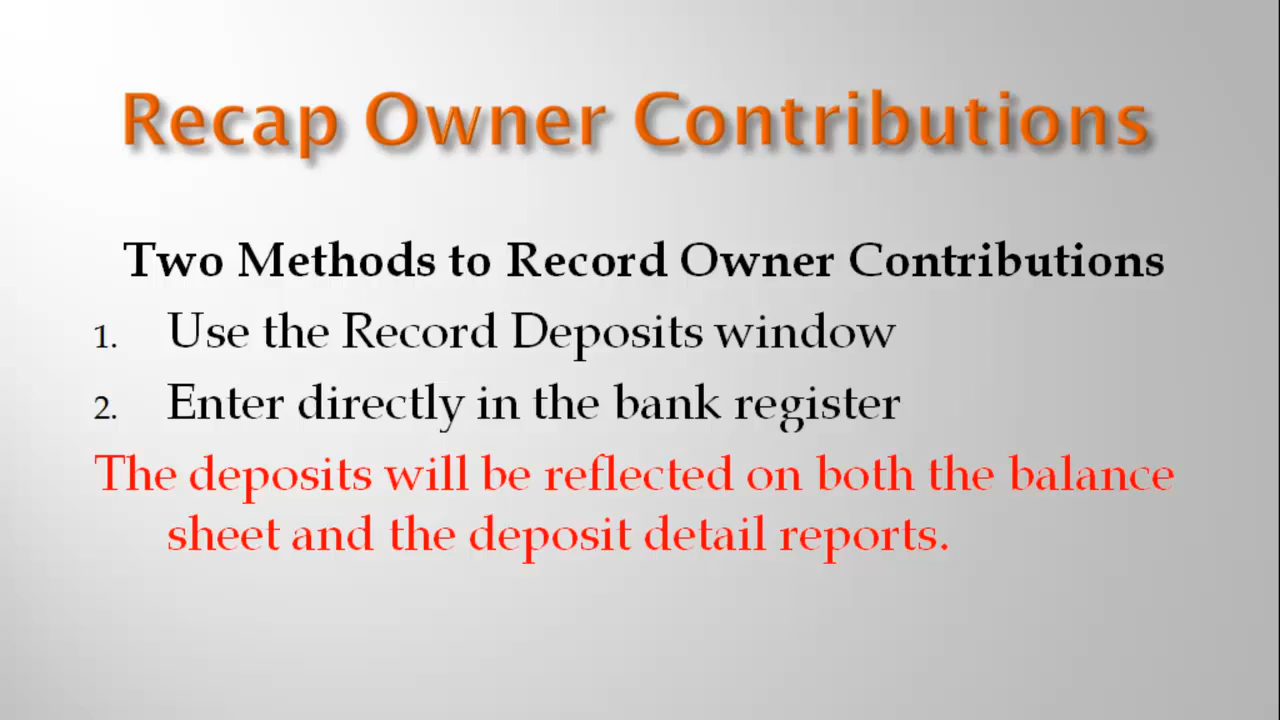 Recap Owner Contributions
Two Methods to Record Owner Contributions
1. Use the Record Deposits window
2. Enter directly in the bank register
The deposits will be reflected on both the balance
sheet and the deposit detail reports.